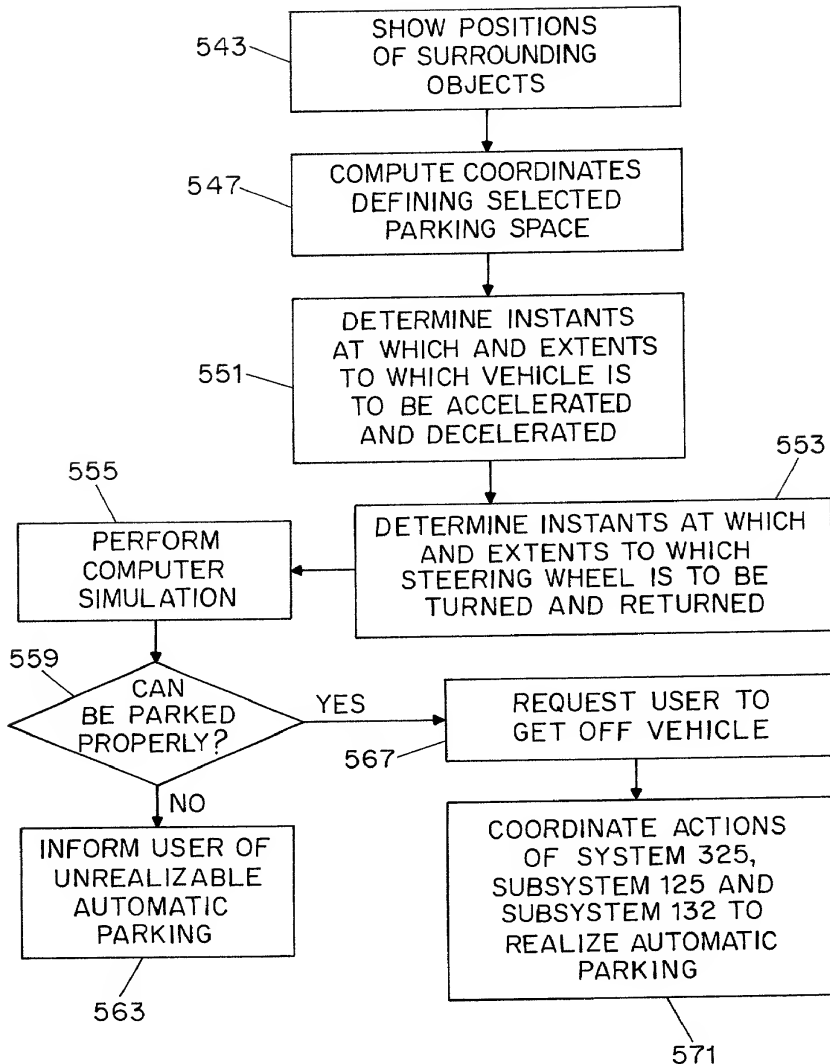 543
SHOW POSITIONS
OF SURROUNDING
OBJECTS
547
COMPUTE COORDINATES
DEFINING SELECTED
PARKING SPACE
551
DETERMINE INSTANTS
AT WHICH AND EXTENTS
TO WHICH VEHICLE IS
TO BE ACCELERATED
AND DECELERATED
553
DETERMINE INSTANTS AT WHICH
AND EXTENTS TO WHICH
STEERING WHEEL IS TO BE
TURNED AND RETURNED
555
PERFORM
COMPUTER
SIMULATION
559
CAN
BE PARKED
PROPERLY?
YES
NO
567
REQUEST USER TO
GET OFF VEHICLE
INFORM USER OF
UNREALIZABLE
AUTOMATIC
PARKING
563
COORDINATE ACTIONS
OF SYSTEM 325,
SUBSYSTEM 125 AND
SUBSYSTEM 132 TO
REALIZE AUTOMATIC
PARKING
571